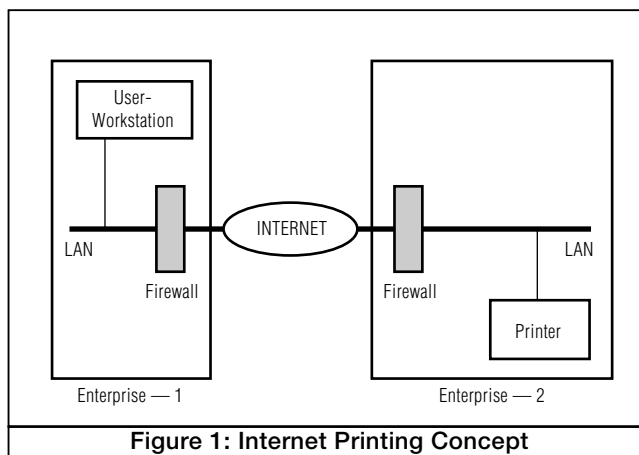 User-
Workstation
INTERNET
LAN
LAN
Firewall
Firewall
Printer
Enterprise — 1
Enterprise — 2
Figure 1: Internet Printing Concept